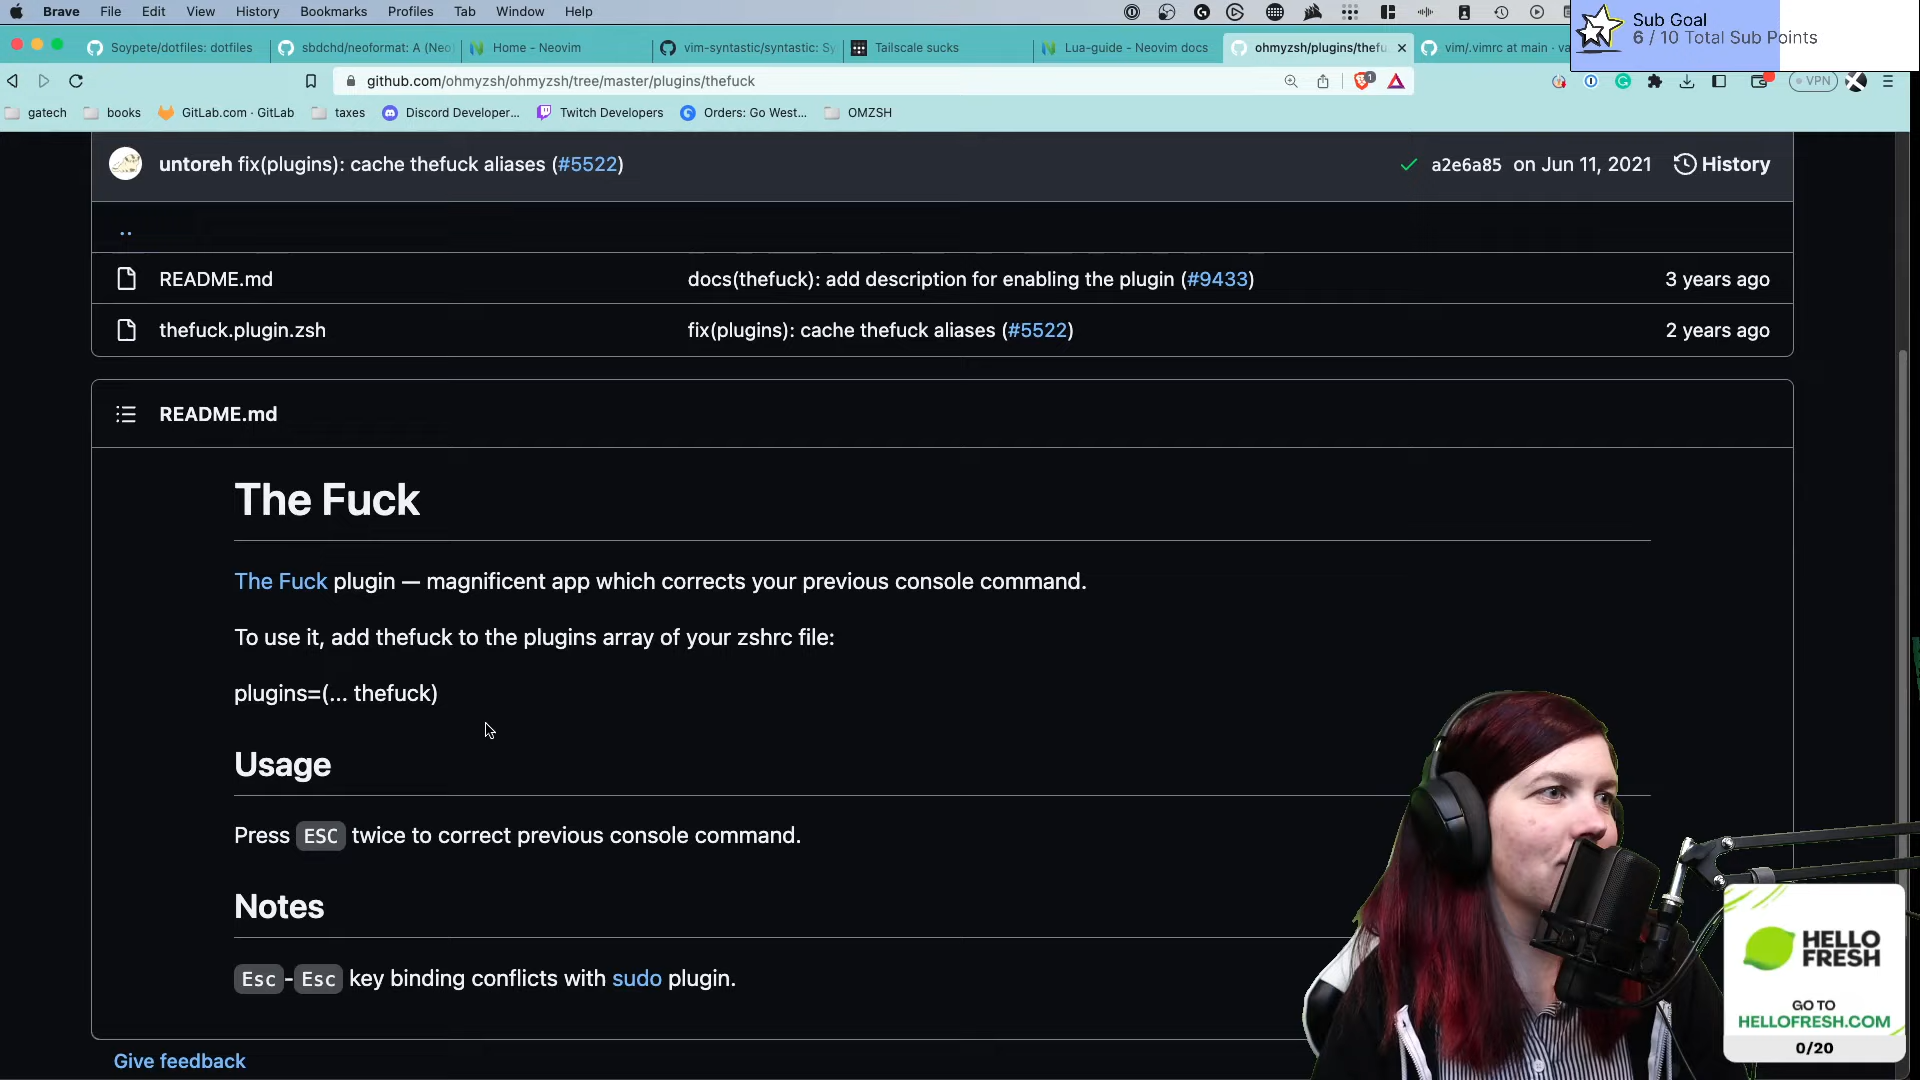 Brave File Edit View History Bookmarks Profiles Tab Window Help
Sub Goal
6 / 10 Total Sub Points
Soypete/dotfiles: dotfiles
sbdchd/neoformat: A (Neo
Home - Neovim
vim-syntastic/syntastic: Sy
Tailscale sucks
Lua-guide - Neovim docs
ohmyzsh/plugins/thefu
vim/.vimrc at main · va
github.com/ohmyzsh/ohmyzsh/tree/master/plugins/thefuck
1
VPN
gatech
books
GitLab.com · GitLab
taxes
Discord Developer...
Twitch Developers
Orders: Go West...
OMZSH
untoreh fix(plugins): cache thefuck aliases (#5522)
a2e6a85 on Jun 11, 2021 History
..
README.md docs(thefuck): add description for enabling the plugin (#9433) 3 years ago
thefuck.plugin.zsh fix(plugins): cache thefuck aliases (#5522) 2 years ago
README.md
The Fuck
The Fuck plugin — magnificent app which corrects your previous console command.
To use it, add thefuck to the plugins array of your zshrc file:
plugins=(... thefuck)
Usage
Press ESC twice to correct previous console command.
Notes
Esc-Esc key binding conflicts with sudo plugin.
Give feedback
HELLO
FRESH
GO TO
HELLOFRESH.COM
0/20